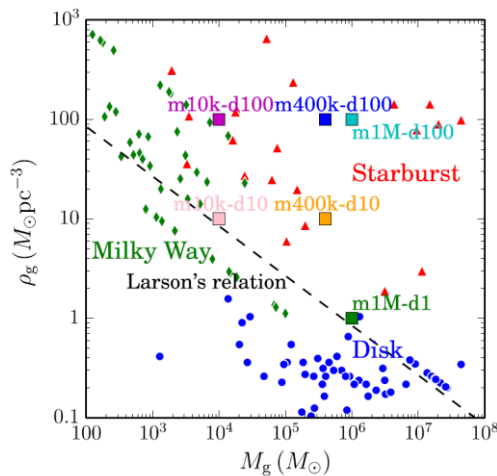 1000
m10k-d100 m400k-d100
100
m1M-d100
Starburst
m10k-d10 m400k-d10
10
Milky Way
Larson's relation
m1M-d1
1
Disk
0.1
100 10³ 10⁴ 10⁵ 10⁶ 10⁷ 10⁸
ρg (M⊙pc⁻³)
Mg (M⊙)